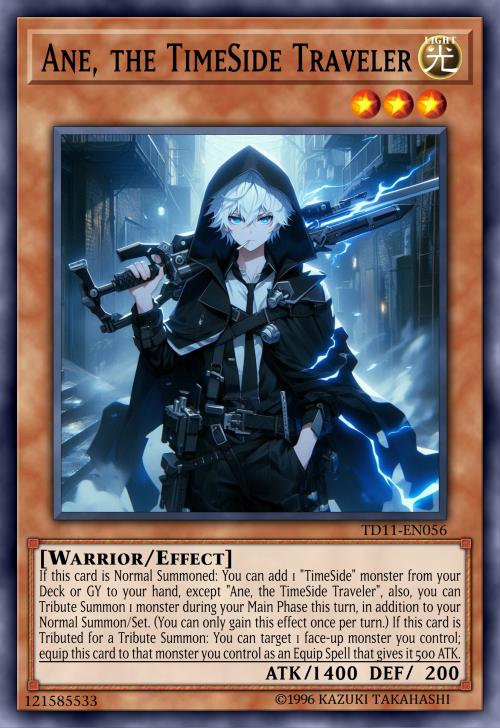 ANE, THE TIMESIDE TRAVELER
LIGHT
光
TD11-EN056
[WARRIOR/EFFECT]
If this card is Normal Summoned: You can add 1 "TimeSide" monster from your
Deck or GY to your hand, except "Ane, the TimeSide Traveler", also, you can
Tribute Summon 1 monster during your Main Phase this turn, in addition to your
Normal Summon/Set. (You can only gain this effect once per turn.) If this card is
Tributed for a Tribute Summon: You can target 1 face-up monster you control;
equip this card to that monster you control as an Equip Spell that gives it 500 ATK.
ATK/1400 DEF/ 200
121585533
©1996 KAZUKI TAKAHASHI